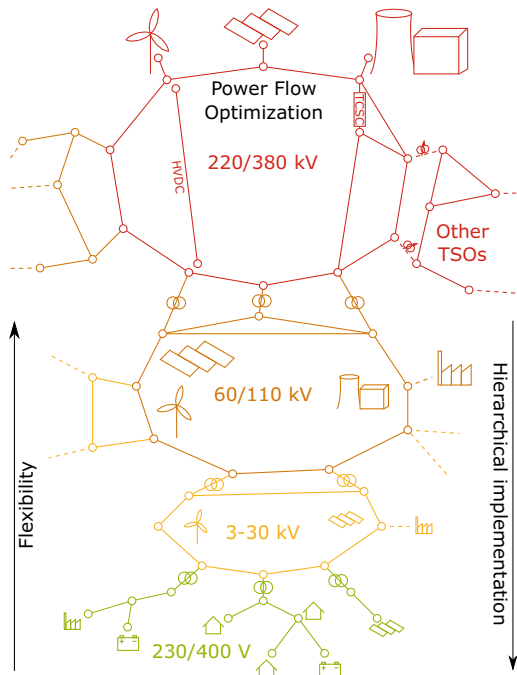 Power Flow
Optimization
TCSC
HVDC
220/380 kV
Other
TSOs
60/110 kV
Flexibility
Hierarchical implementation
3-30 kV
230/400 V